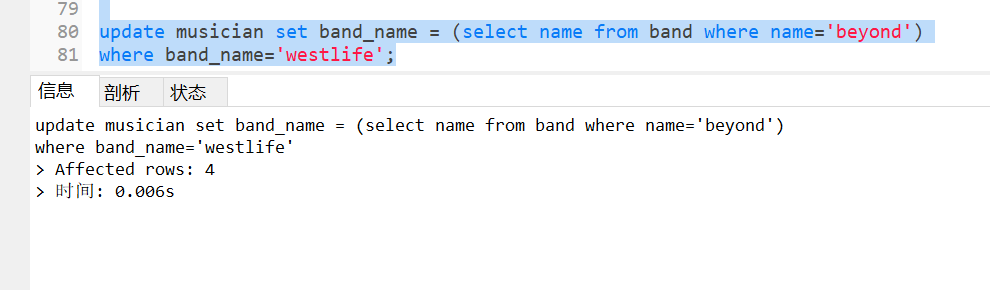 79
80 update musician set band_name = (select name from band where name='beyond')
81 where band_name='westlife';
信息 剖析 状态
update musician set band_name = (select name from band where name='beyond')
where band_name='westlife'
> Affected rows: 4
> 时间: 0.006s